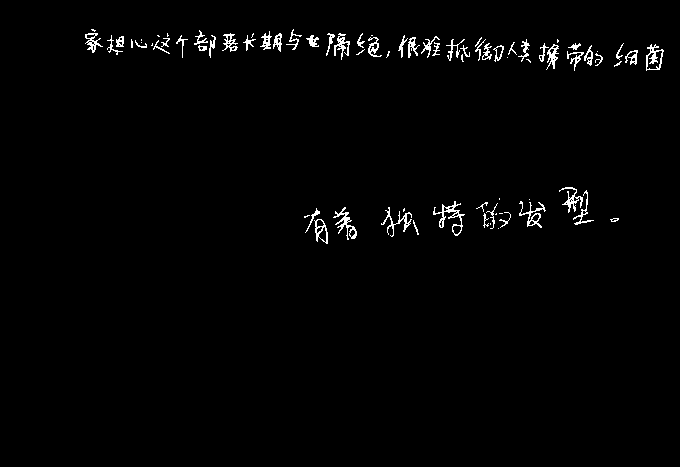 家担心这个部落长期与世隔绝,很难抵御人类携带的细菌
有着独特的发型。